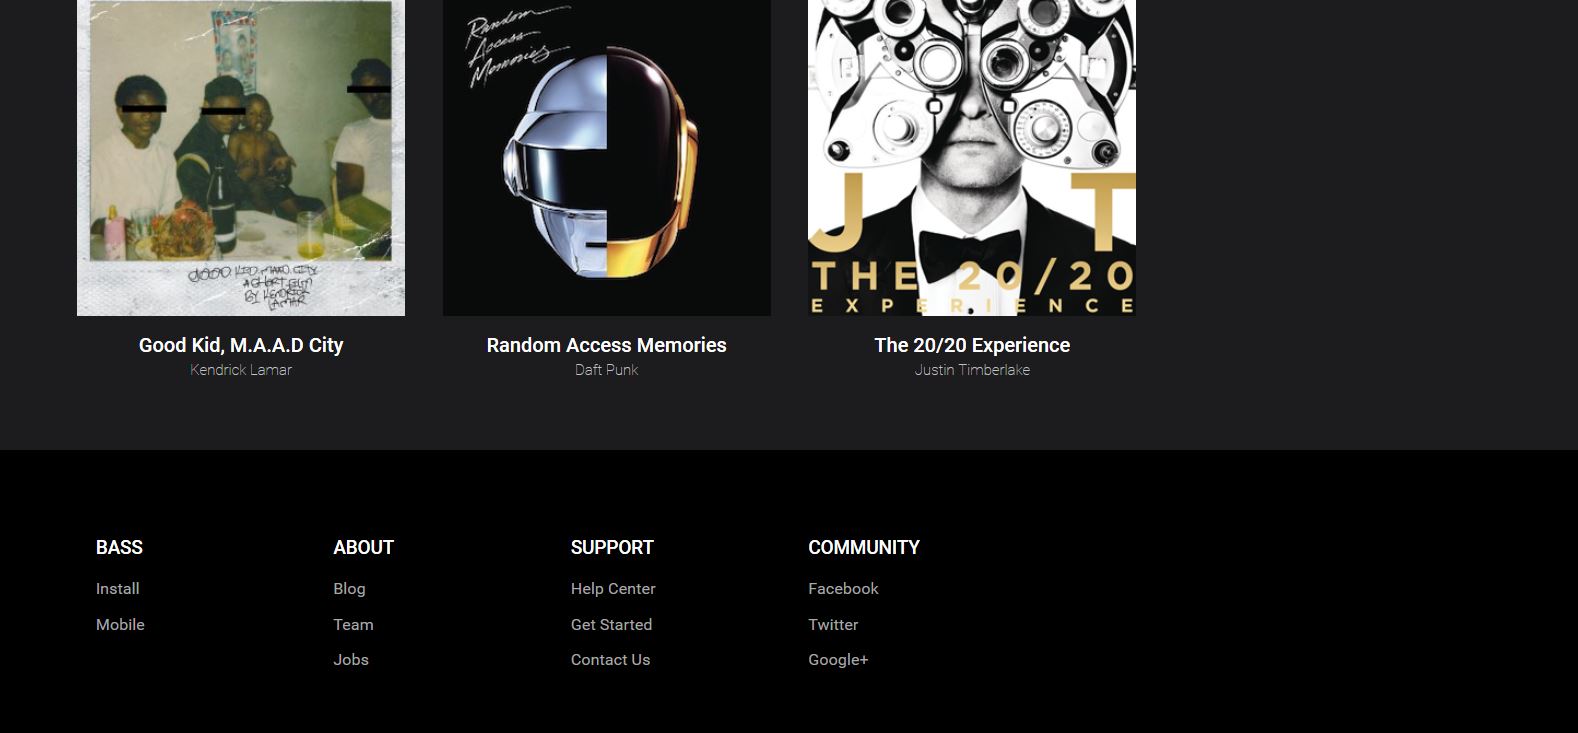 GOOD KID, MAAD CITY
A SHORT FILM
BY KENDRICK
LAMAR
Random
Access
Memories
J T
THE 20/20
EXPERIENCE
Good Kid, M.A.A.D City
Random Access Memories
The 20/20 Experience
Kendrick Lamar
Daft Punk
Justin Timberlake
BASS
Install
Mobile
ABOUT
Blog
Team
Jobs
SUPPORT
Help Center
Get Started
Contact Us
COMMUNITY
Facebook
Twitter
Google+